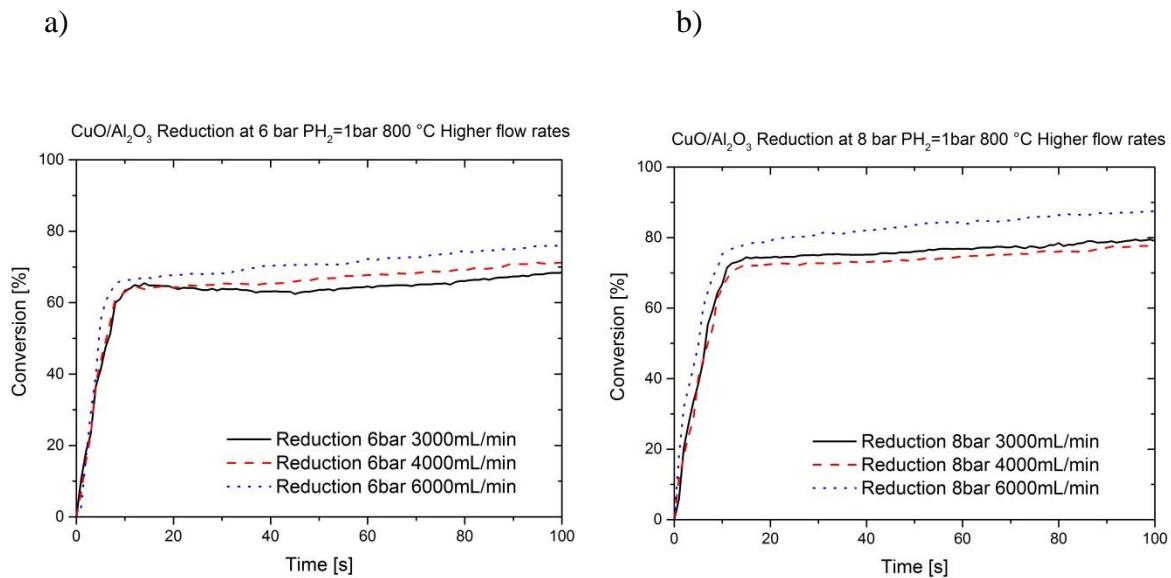 a)
b)
CuO/Al₂O₃ Reduction at 6 bar PH₂=1bar 800 °C Higher flow rates
100
80
60
40
20
0
Conversion [%]
Reduction 6bar 3000mL/min
Reduction 6bar 4000mL/min
Reduction 6bar 6000mL/min
0 20 40 60 80 100
Time [s]
CuO/Al₂O₃ Reduction at 8 bar PH₂=1bar 800 °C Higher flow rates
100
80
60
40
20
0
Conversion [%]
Reduction 8bar 3000mL/min
Reduction 8bar 4000mL/min
Reduction 8bar 6000mL/min
0 20 40 60 80 100
Time [s]